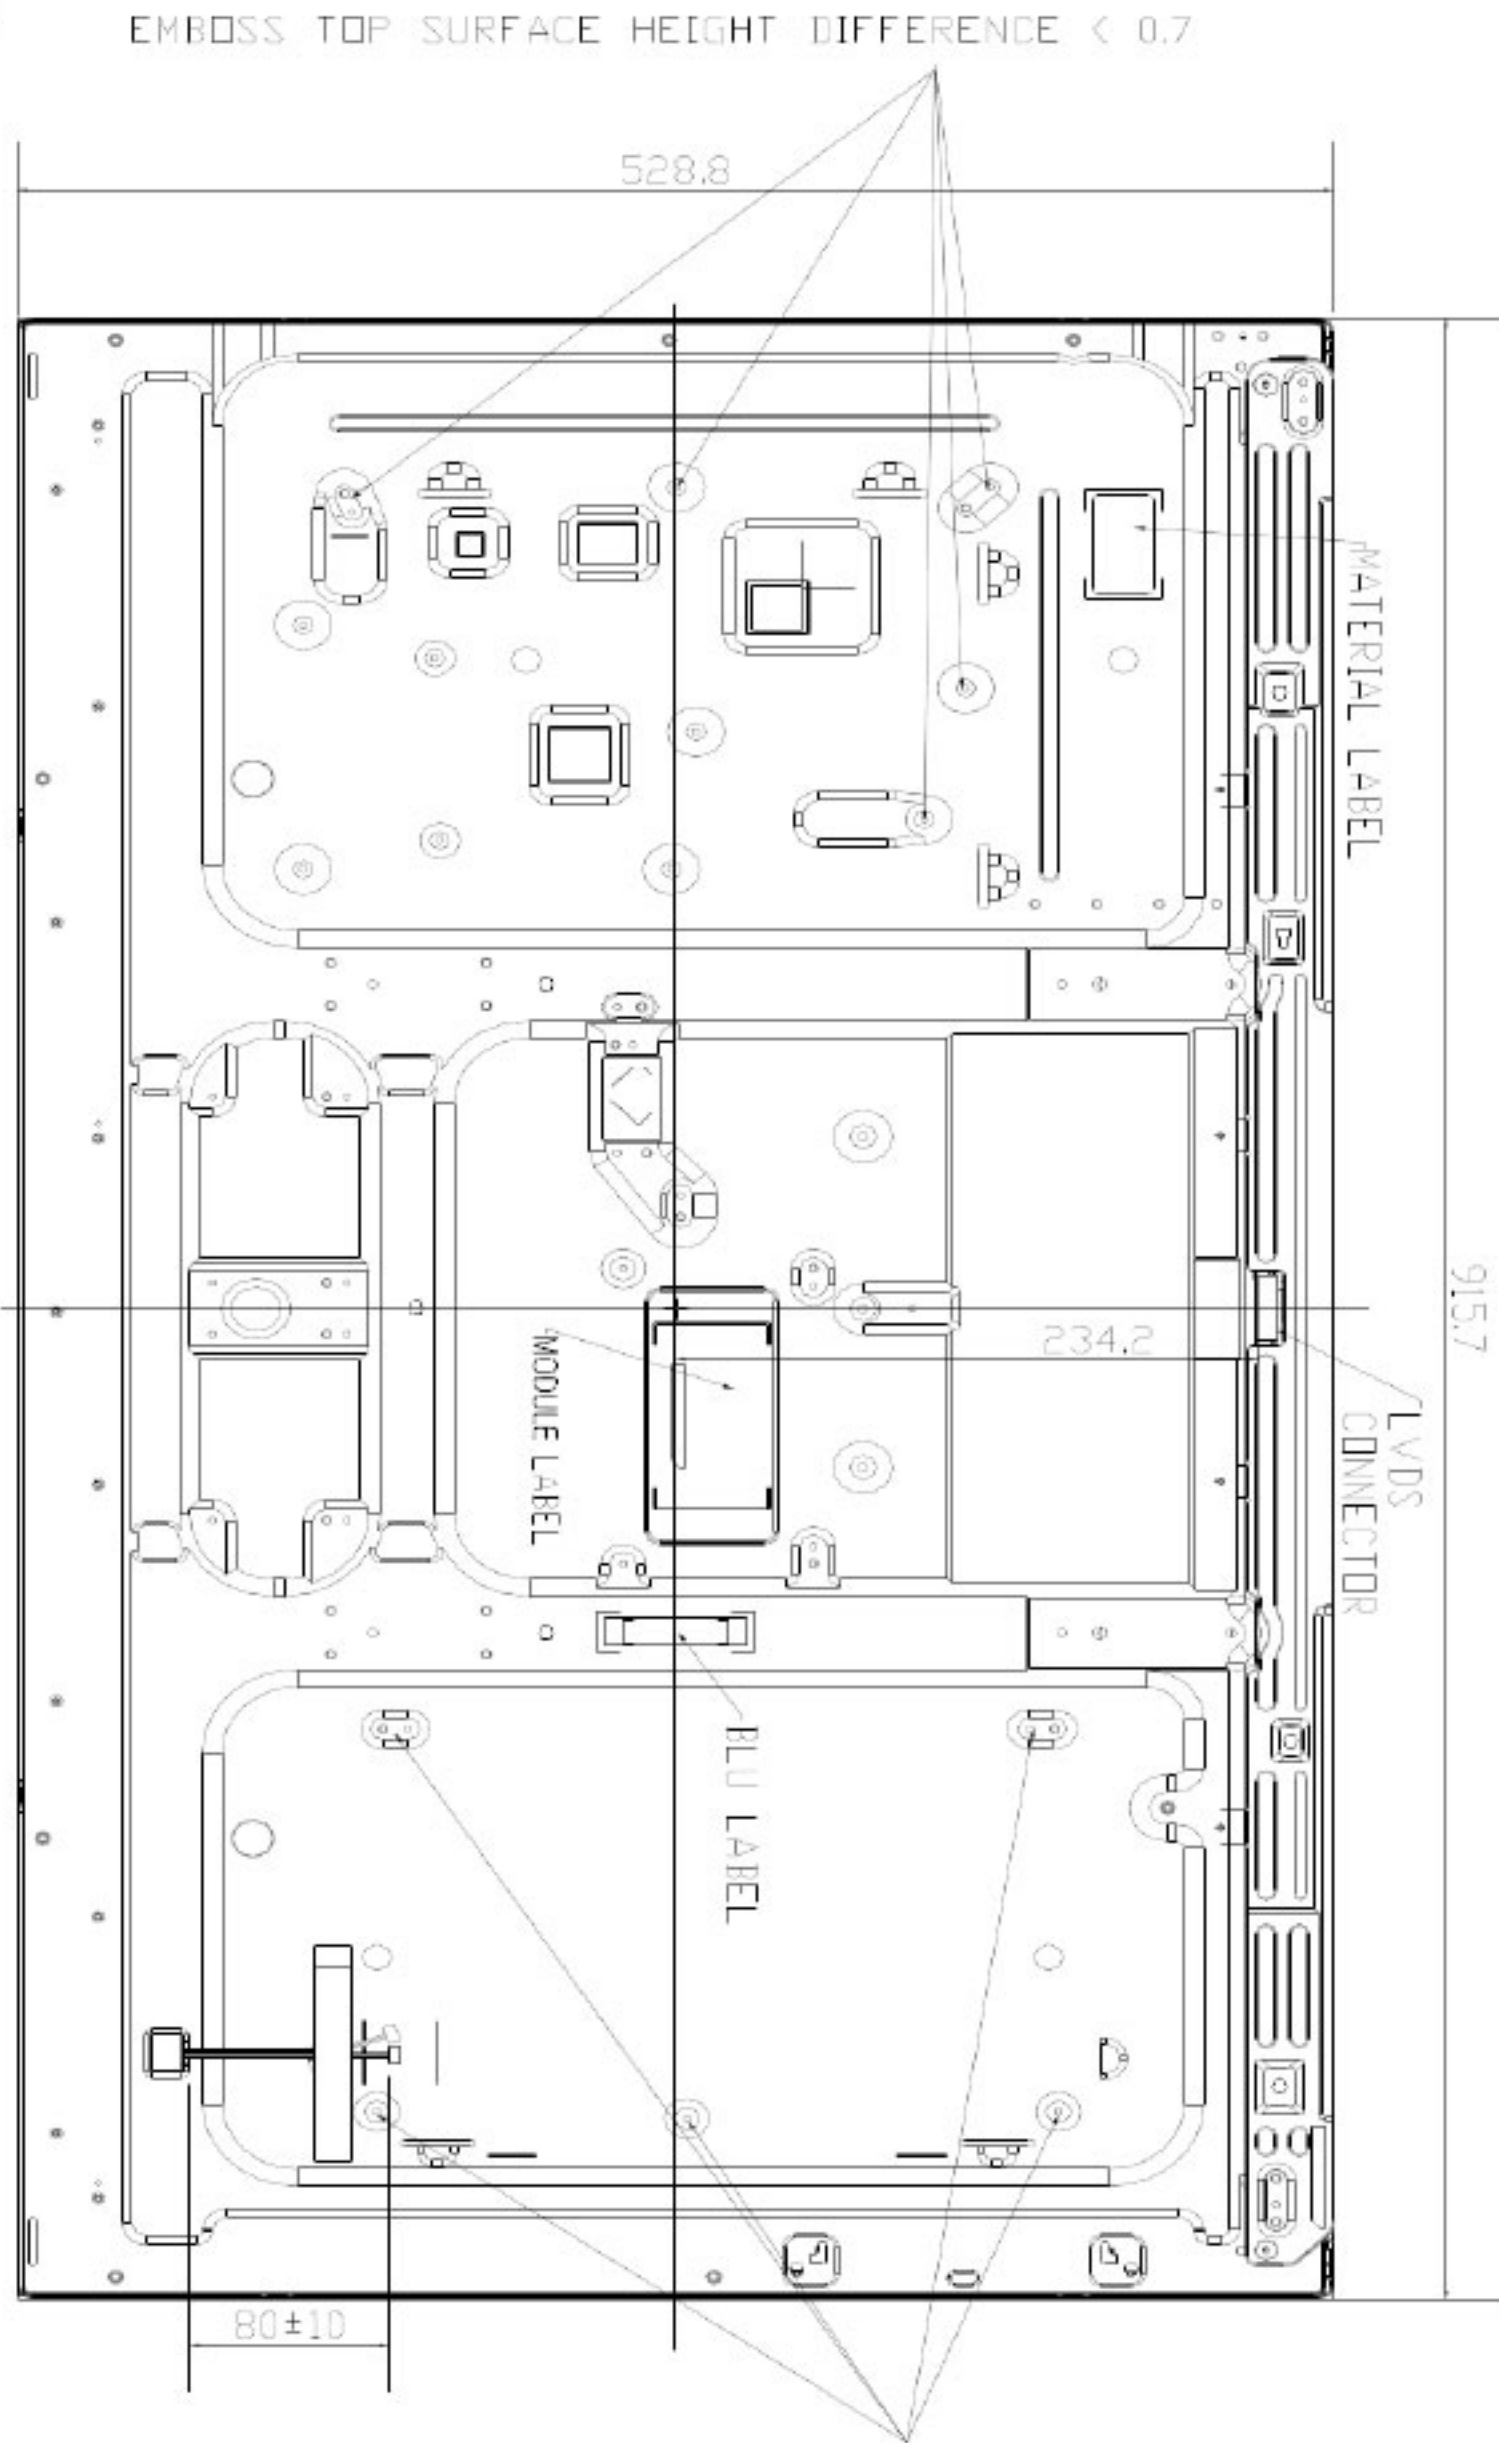 EMBOSS TOP SURFACE HEIGHT DIFFERENCE < 0.7
528.8
MATERIAL LABEL
915.7
234.2
LVDS
CONNECTOR
MODULE LABEL
BLU LABEL
80±10